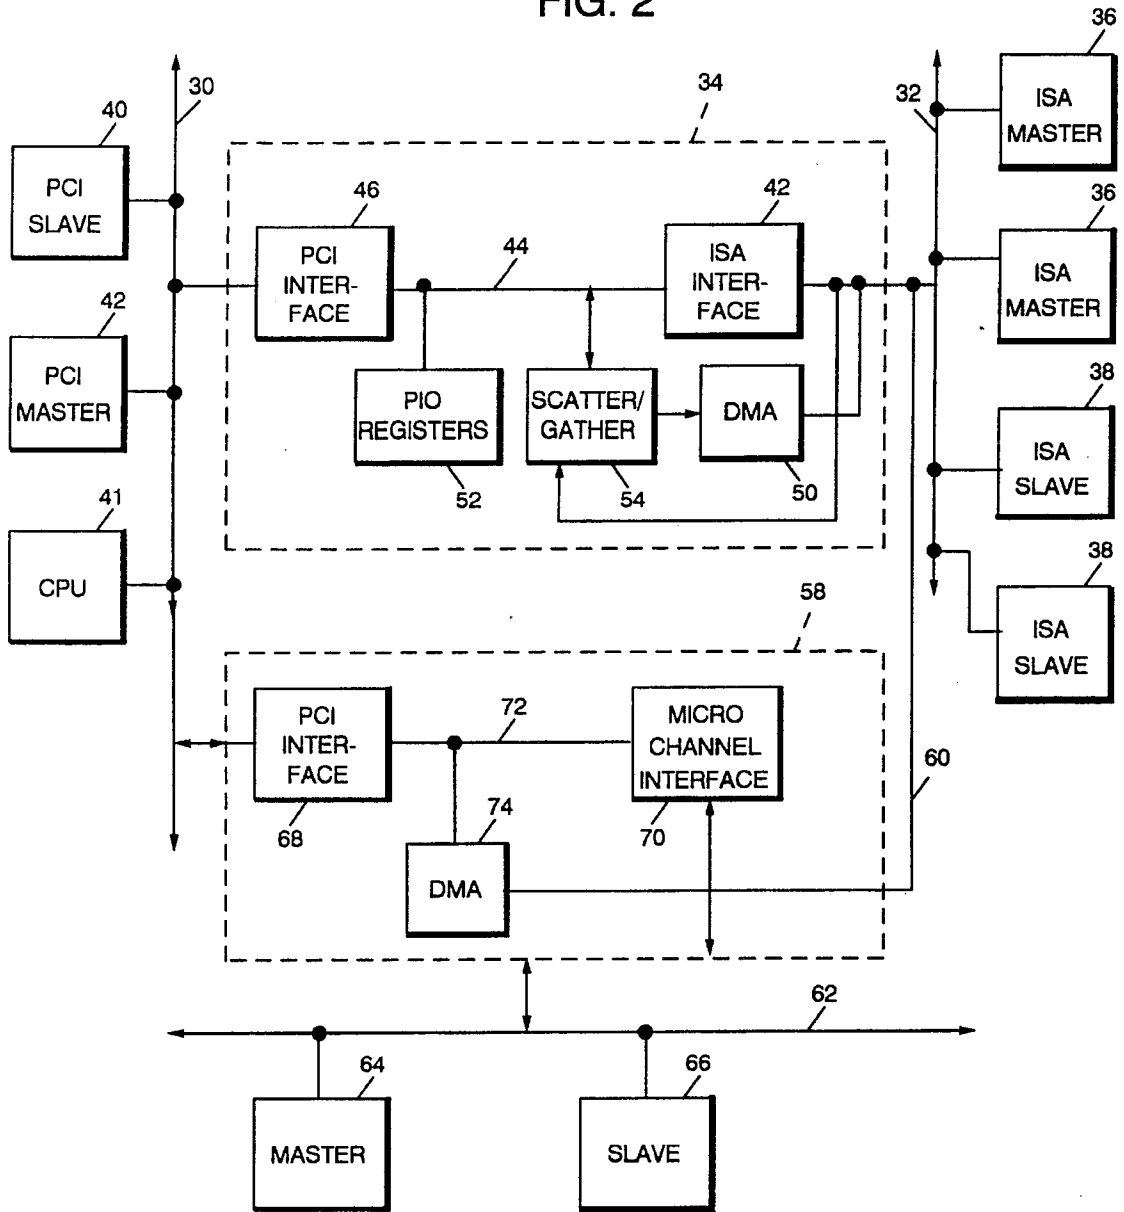 FIG. 2
36
30
34
32
ISA
MASTER
40
PCI
SLAVE
46
PCI
INTER-
FACE
44
42
ISA
INTER-
FACE
36
ISA
MASTER
42
PCI
MASTER
PIO
REGISTERS
52
SCATTER/
GATHER
54
DMA
50
38
ISA
SLAVE
41
CPU
38
ISA
SLAVE
58
PCI
INTER-
FACE
68
72
MICRO
CHANNEL
INTERFACE
70
60
74
DMA
62
64
MASTER
66
SLAVE